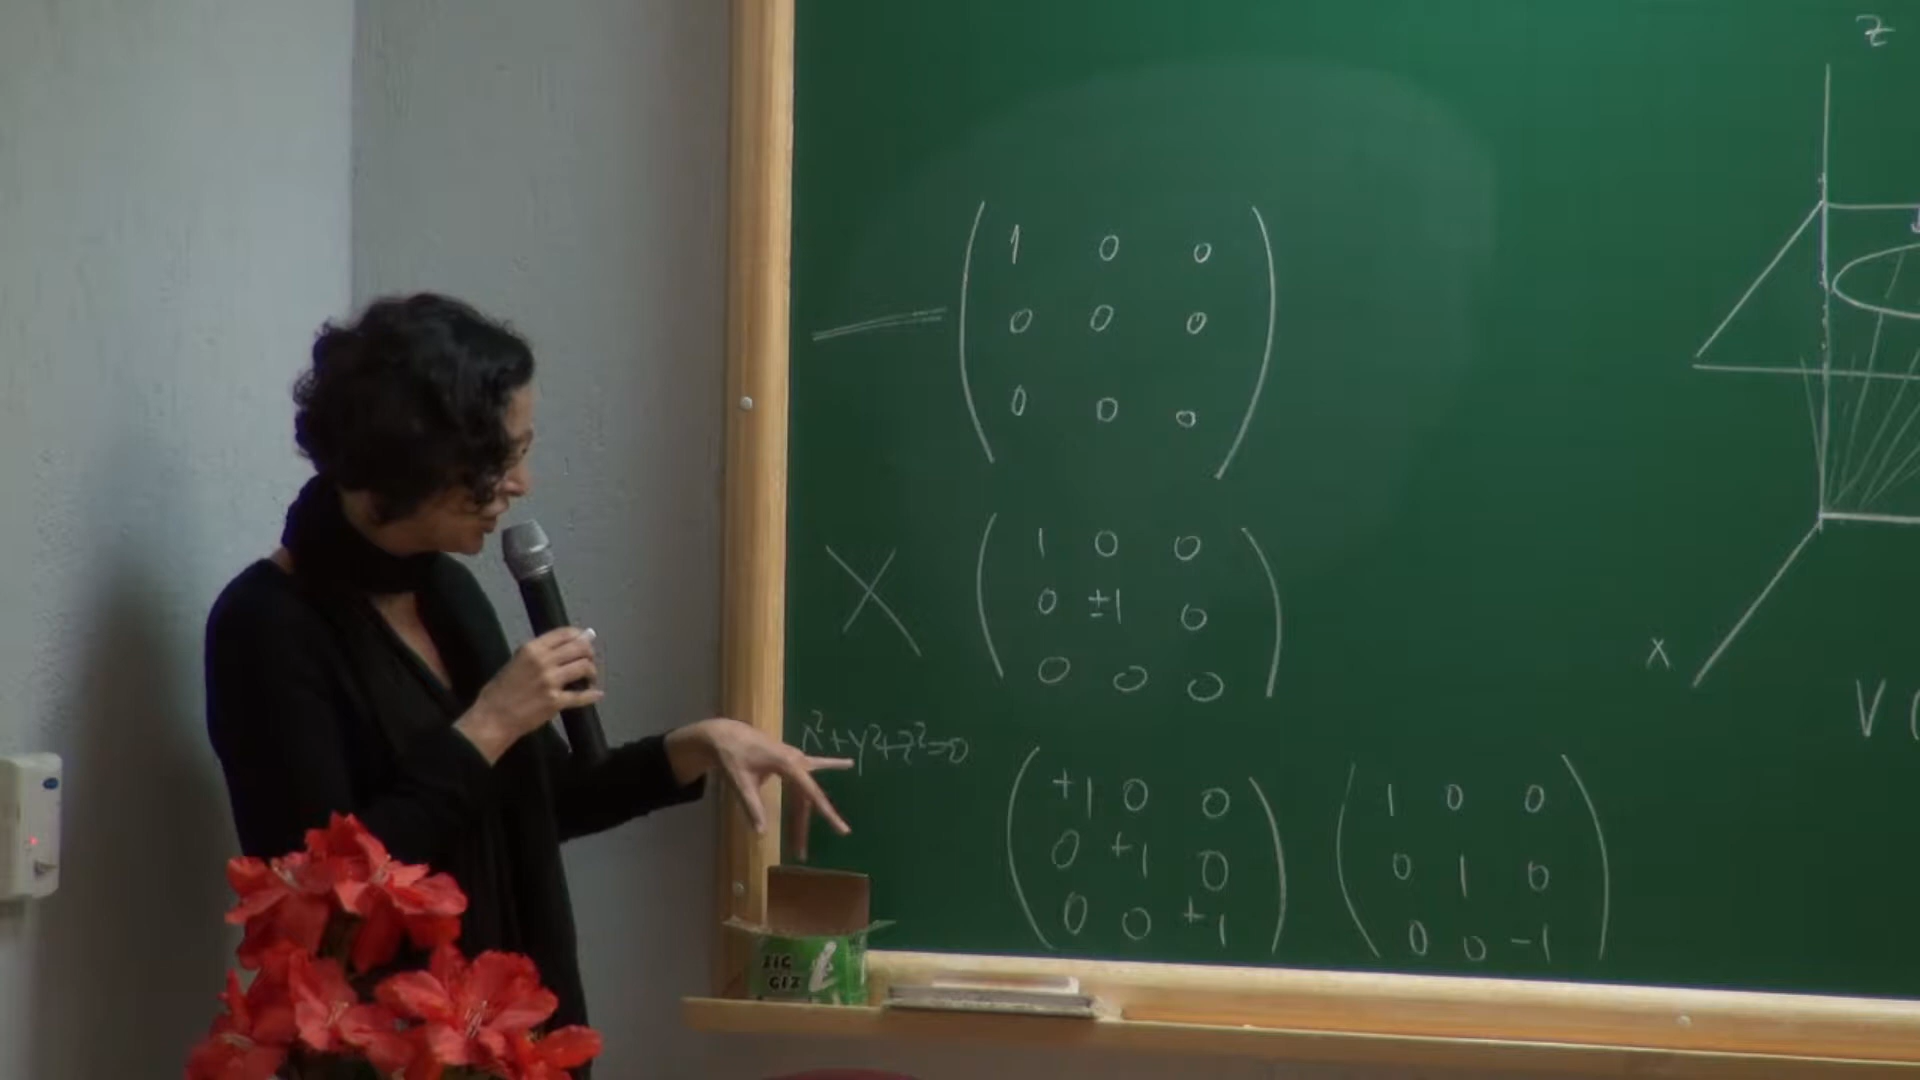 z
1 0 0
0 0 0
0 0 0
1 0 0
0 ±1 0
0 0 0
x
V (
x²+y²+z²=0
+1 0 0
0 +1 0
0 0 +1
1 0 0
0 1 0
0 0 -1
BIG
GIZ